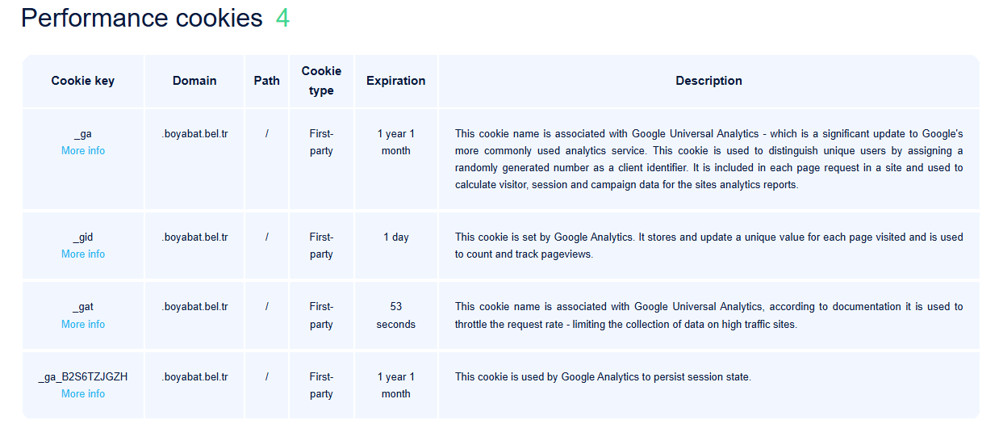 Performance cookies 4
Cookie key Domain Path Cookie type Expiration Description
_ga .boyabat.bel.tr / First- 1 year 1 This cookie name is associated with Google Universal Analytics - which is a significant update to Google's
More info party month more commonly used analytics service. This cookie is used to distinguish unique users by assigning a
randomly generated number as a client identifier. It is included in each page request in a site and used to
calculate visitor, session and campaign data for the sites analytics reports.
_gid .boyabat.bel.tr / First- 1 day This cookie is set by Google Analytics. It stores and update a unique value for each page visited and is used
More info party to count and track pageviews.
_gat .boyabat.bel.tr / First- 53 This cookie name is associated with Google Universal Analytics, according to documentation it is used to
More info party seconds throttle the request rate - limiting the collection of data on high traffic sites.
_ga_B2S6TZJGZH .boyabat.bel.tr / First- 1 year 1 This cookie is used by Google Analytics to persist session state.
More info party month